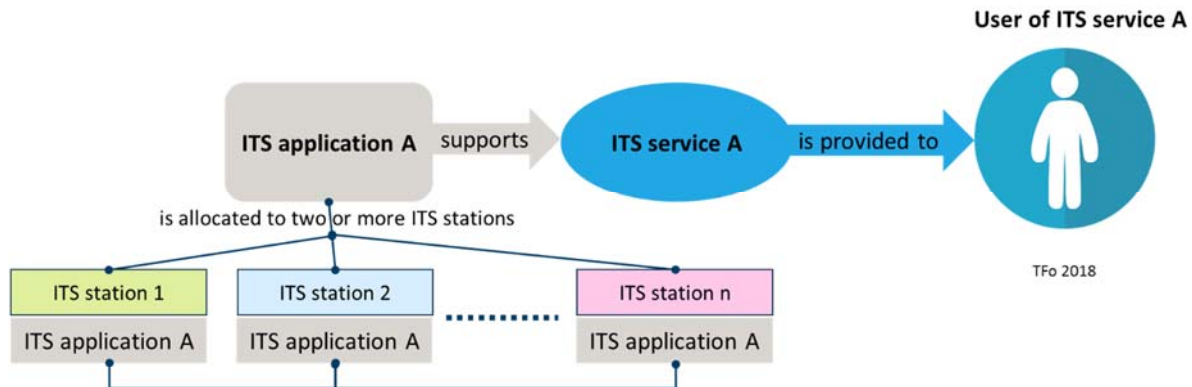 User of ITS service A
ITS application A
supports
ITS service A
is provided to
is allocated to two or more ITS stations
TFo 2018
ITS station 1
ITS station 2
ITS station n
ITS application A
ITS application A
ITS application A